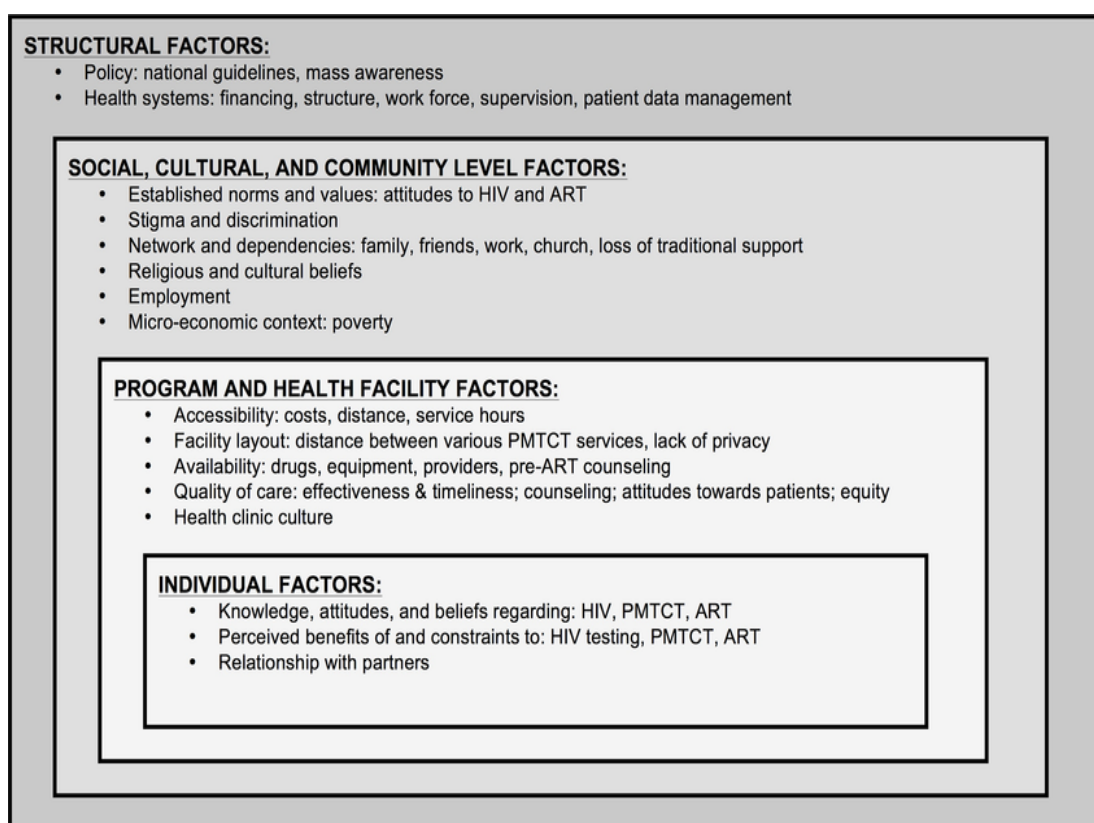 STRUCTURAL FACTORS:
• Policy: national guidelines, mass awareness
• Health systems: financing, structure, work force, supervision, patient data management
SOCIAL, CULTURAL, AND COMMUNITY LEVEL FACTORS:
• Established norms and values: attitudes to HIV and ART
• Stigma and discrimination
• Network and dependencies: family, friends, work, church, loss of traditional support
• Religious and cultural beliefs
• Employment
• Micro-economic context: poverty
PROGRAM AND HEALTH FACILITY FACTORS:
• Accessibility: costs, distance, service hours
• Facility layout: distance between various PMTCT services, lack of privacy
• Availability: drugs, equipment, providers, pre-ART counseling
• Quality of care: effectiveness & timeliness; counseling; attitudes towards patients; equity
• Health clinic culture
INDIVIDUAL FACTORS:
• Knowledge, attitudes, and beliefs regarding: HIV, PMTCT, ART
• Perceived benefits of and constraints to: HIV testing, PMTCT, ART
• Relationship with partners